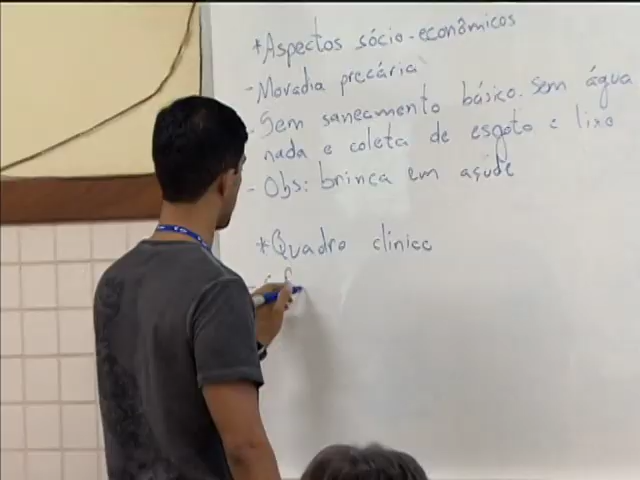 *Aspectos sócio-econômicos
- Moradia precária
- Sem saneamento básico. Sem água
nada e coleta de esgoto e lixo
- Obs: brinca em açude
*Quadro clínico